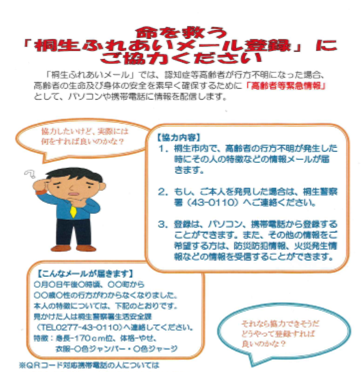 命を救う
「桐生ふれあいメール登録」に
ご協力ください
「桐生ふれあいメール」では、認知症等高齢者が行方不明になった場合、
高齢者の生命及び身体の安全を素早く確保するために「高齢者等緊急情報」
として、パソコンや携帯電話に情報を配信します。
協力したいけど、実際には
何をすれば良いのかな？
【協力内容】
1．桐生市内で、高齢者の行方不明が発生した
時にその人の特徴などの情報メールが届
きます。
2．もし、ご本人を発見した場合は、桐生警察
署（43-0110）へご連絡ください。
3．登録は、パソコン、携帯電話から登録する
ことができます。また、その他の情報をご
希望する方は、防災防犯情報、火災発生情
報などの情報を受信することができます。
【こんなメールが届きます】
○月○日午後○時頃、○○町から
○○歳○性の行方がわからなくなりました。
本人の特徴については、下記のとおりです。
見かけた人は桐生警察署生活安全課
（TEL0277-43-0110）へ連絡してください。
特徴：身長-170cm位、体格-やせ、
衣服-○色ジャンバー・○色ジャージ
それなら協力できそうだ
どうやって登録すれば
良いのかな？
※QRコード対応携帯電話の人については